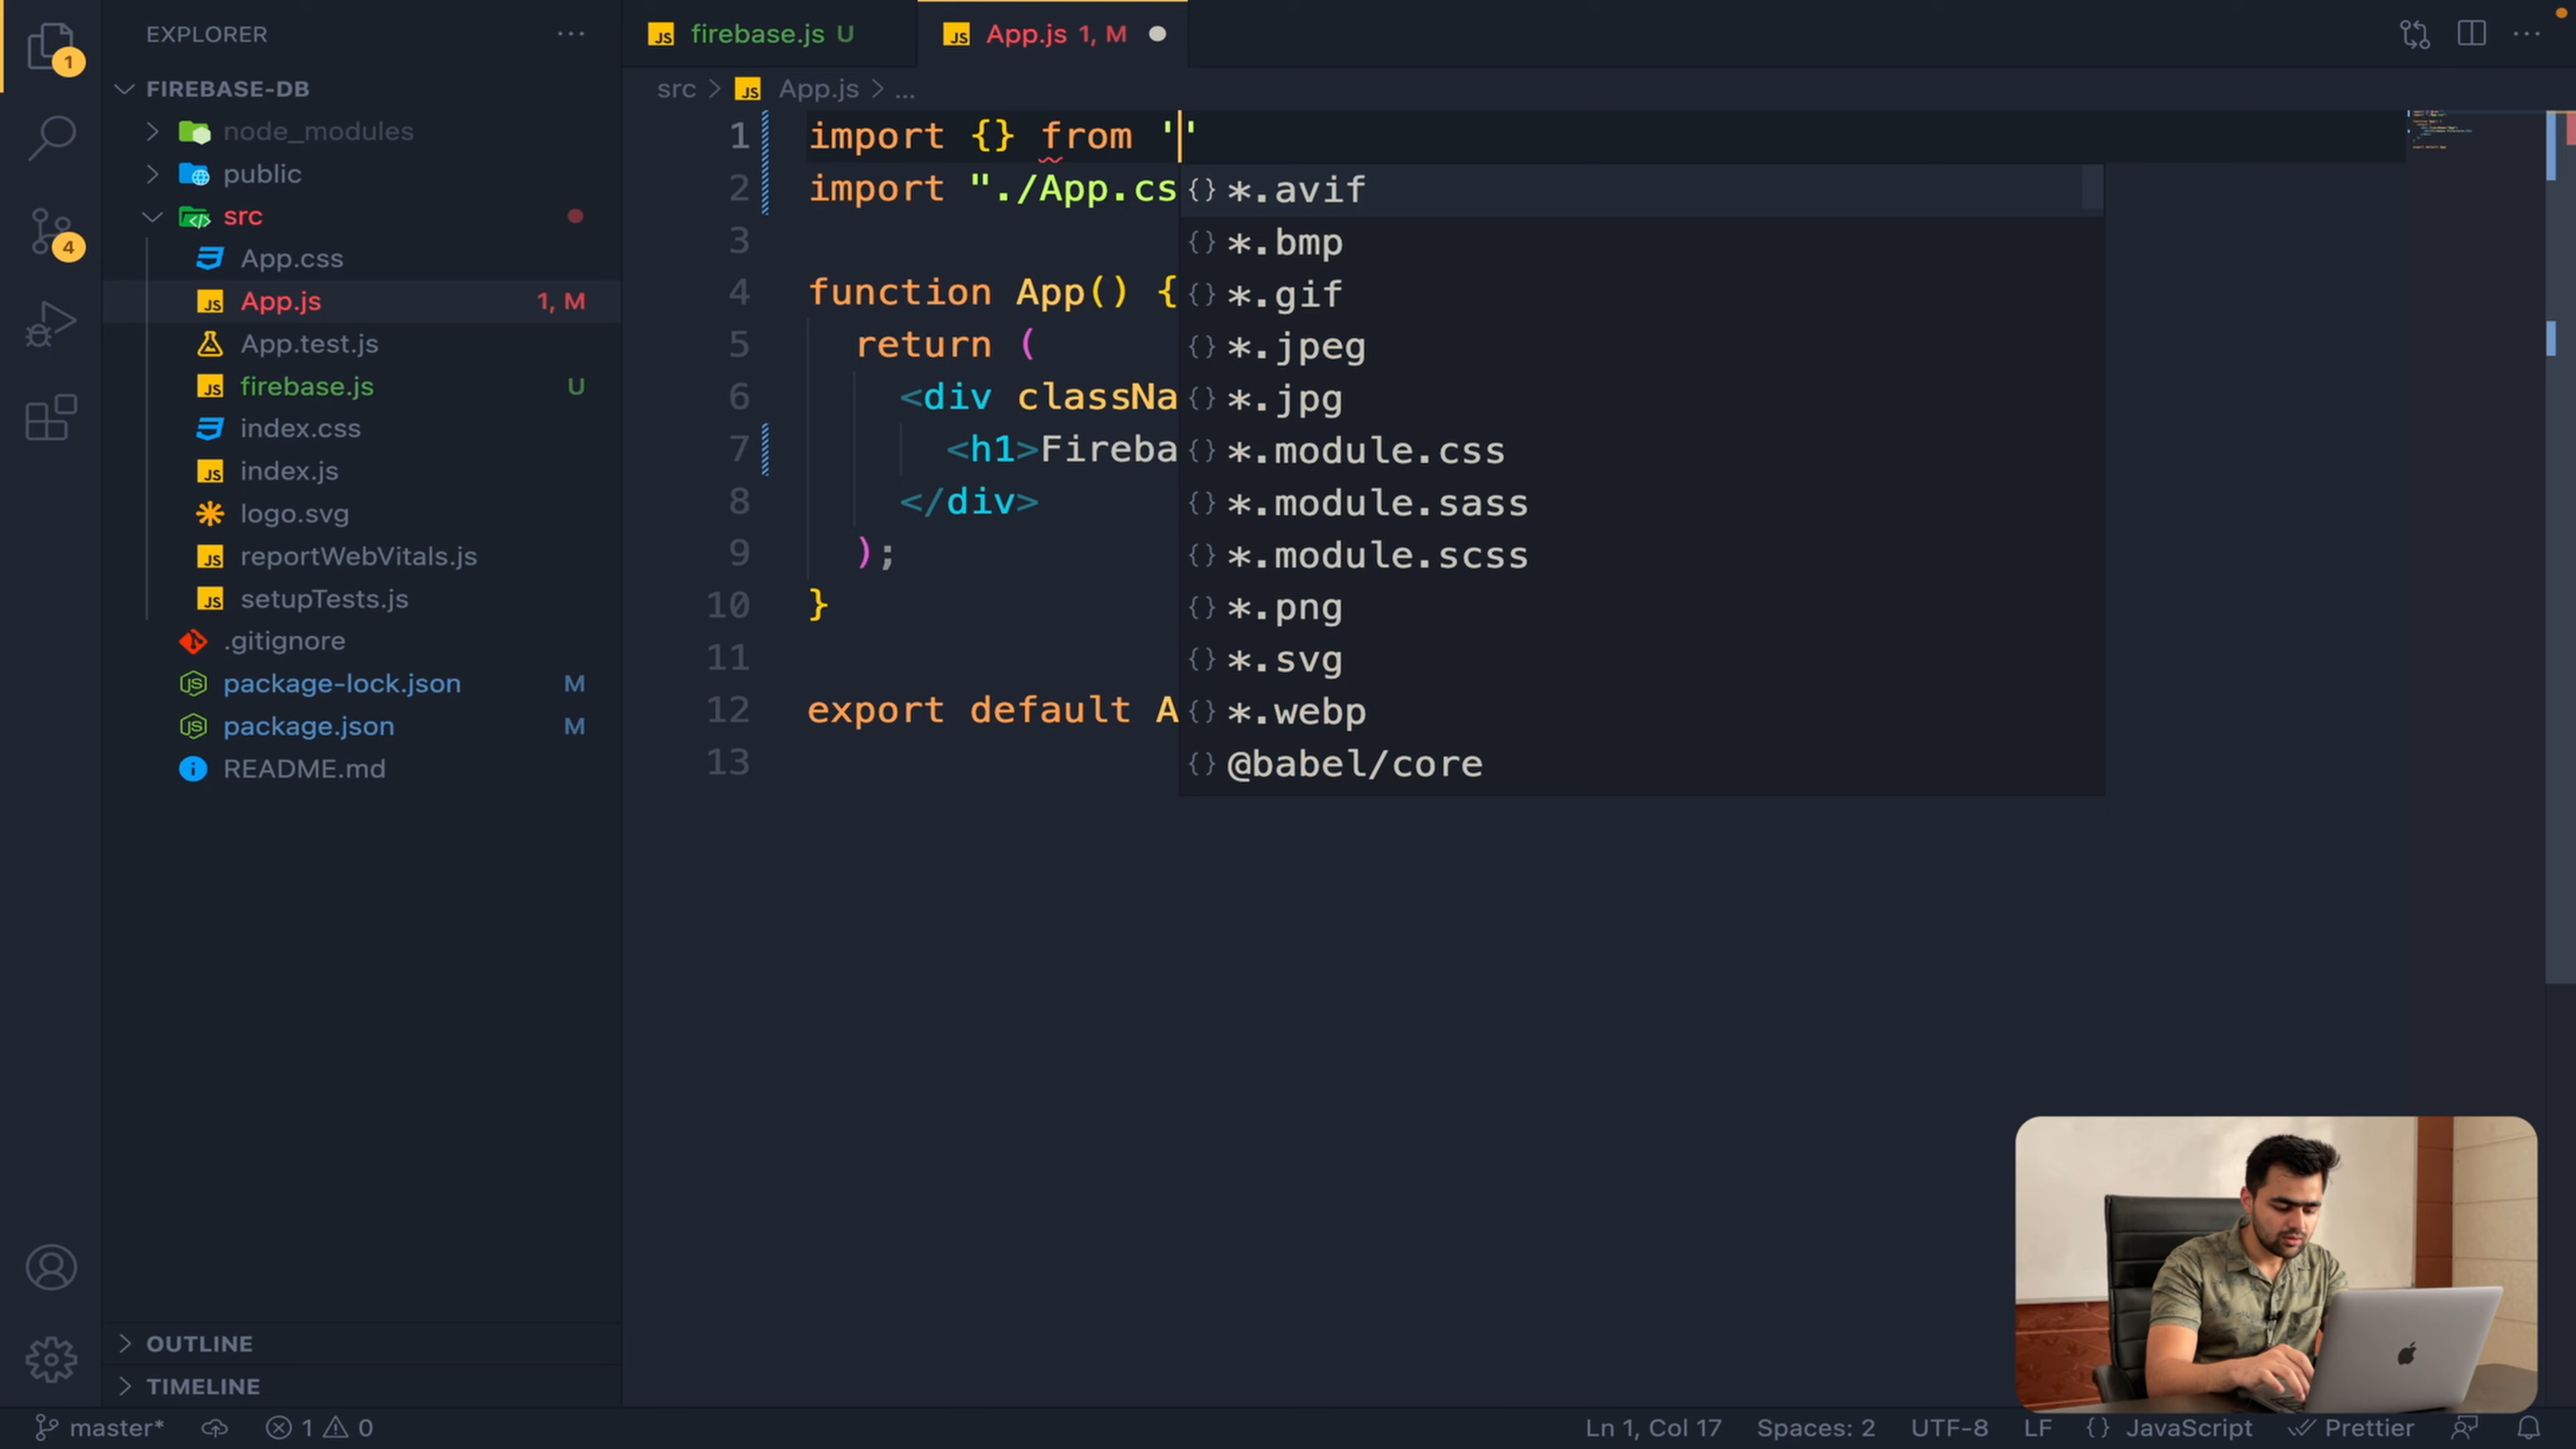 EXPLORER
FIREBASE-DB
node_modules
public
src
App.css
App.js 1, M
App.test.js
firebase.js U
index.css
index.js
logo.svg
reportWebVitals.js
setupTests.js
.gitignore
package-lock.json M
package.json M
README.md
OUTLINE
TIMELINE
1
4
JS firebase.js U
JS App.js 1, M
src > JS App.js > ...
1 import {} from ''
2 import "./App.cs
3
4 function App() {
5 return (
6 <div classNa
7 <h1>Fireba
8 </div>
9 );
10 }
11
12 export default A
13
{} *.avif
{} *.bmp
{} *.gif
{} *.jpeg
{} *.jpg
{} *.module.css
{} *.module.sass
{} *.module.scss
{} *.png
{} *.svg
{} *.webp
{} @babel/core
master* 1 0
Ln 1, Col 17 Spaces: 2 UTF-8 LF {} JavaScript Prettier